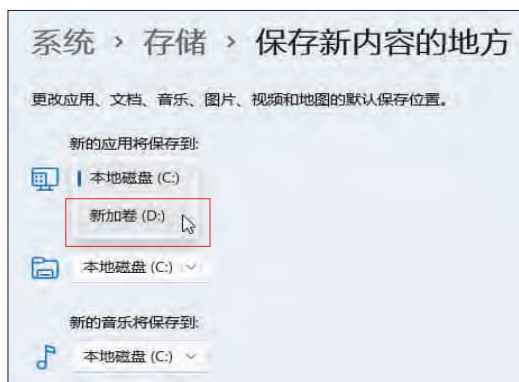 系统 › 存储 › 保存新内容的地方
更改应用、文档、音乐、图片、视频和地图的默认保存位置。
新的应用将保存到:
本地磁盘 (C:)
新加卷 (D:)
本地磁盘 (C:)
新的音乐将保存到:
本地磁盘 (C:)